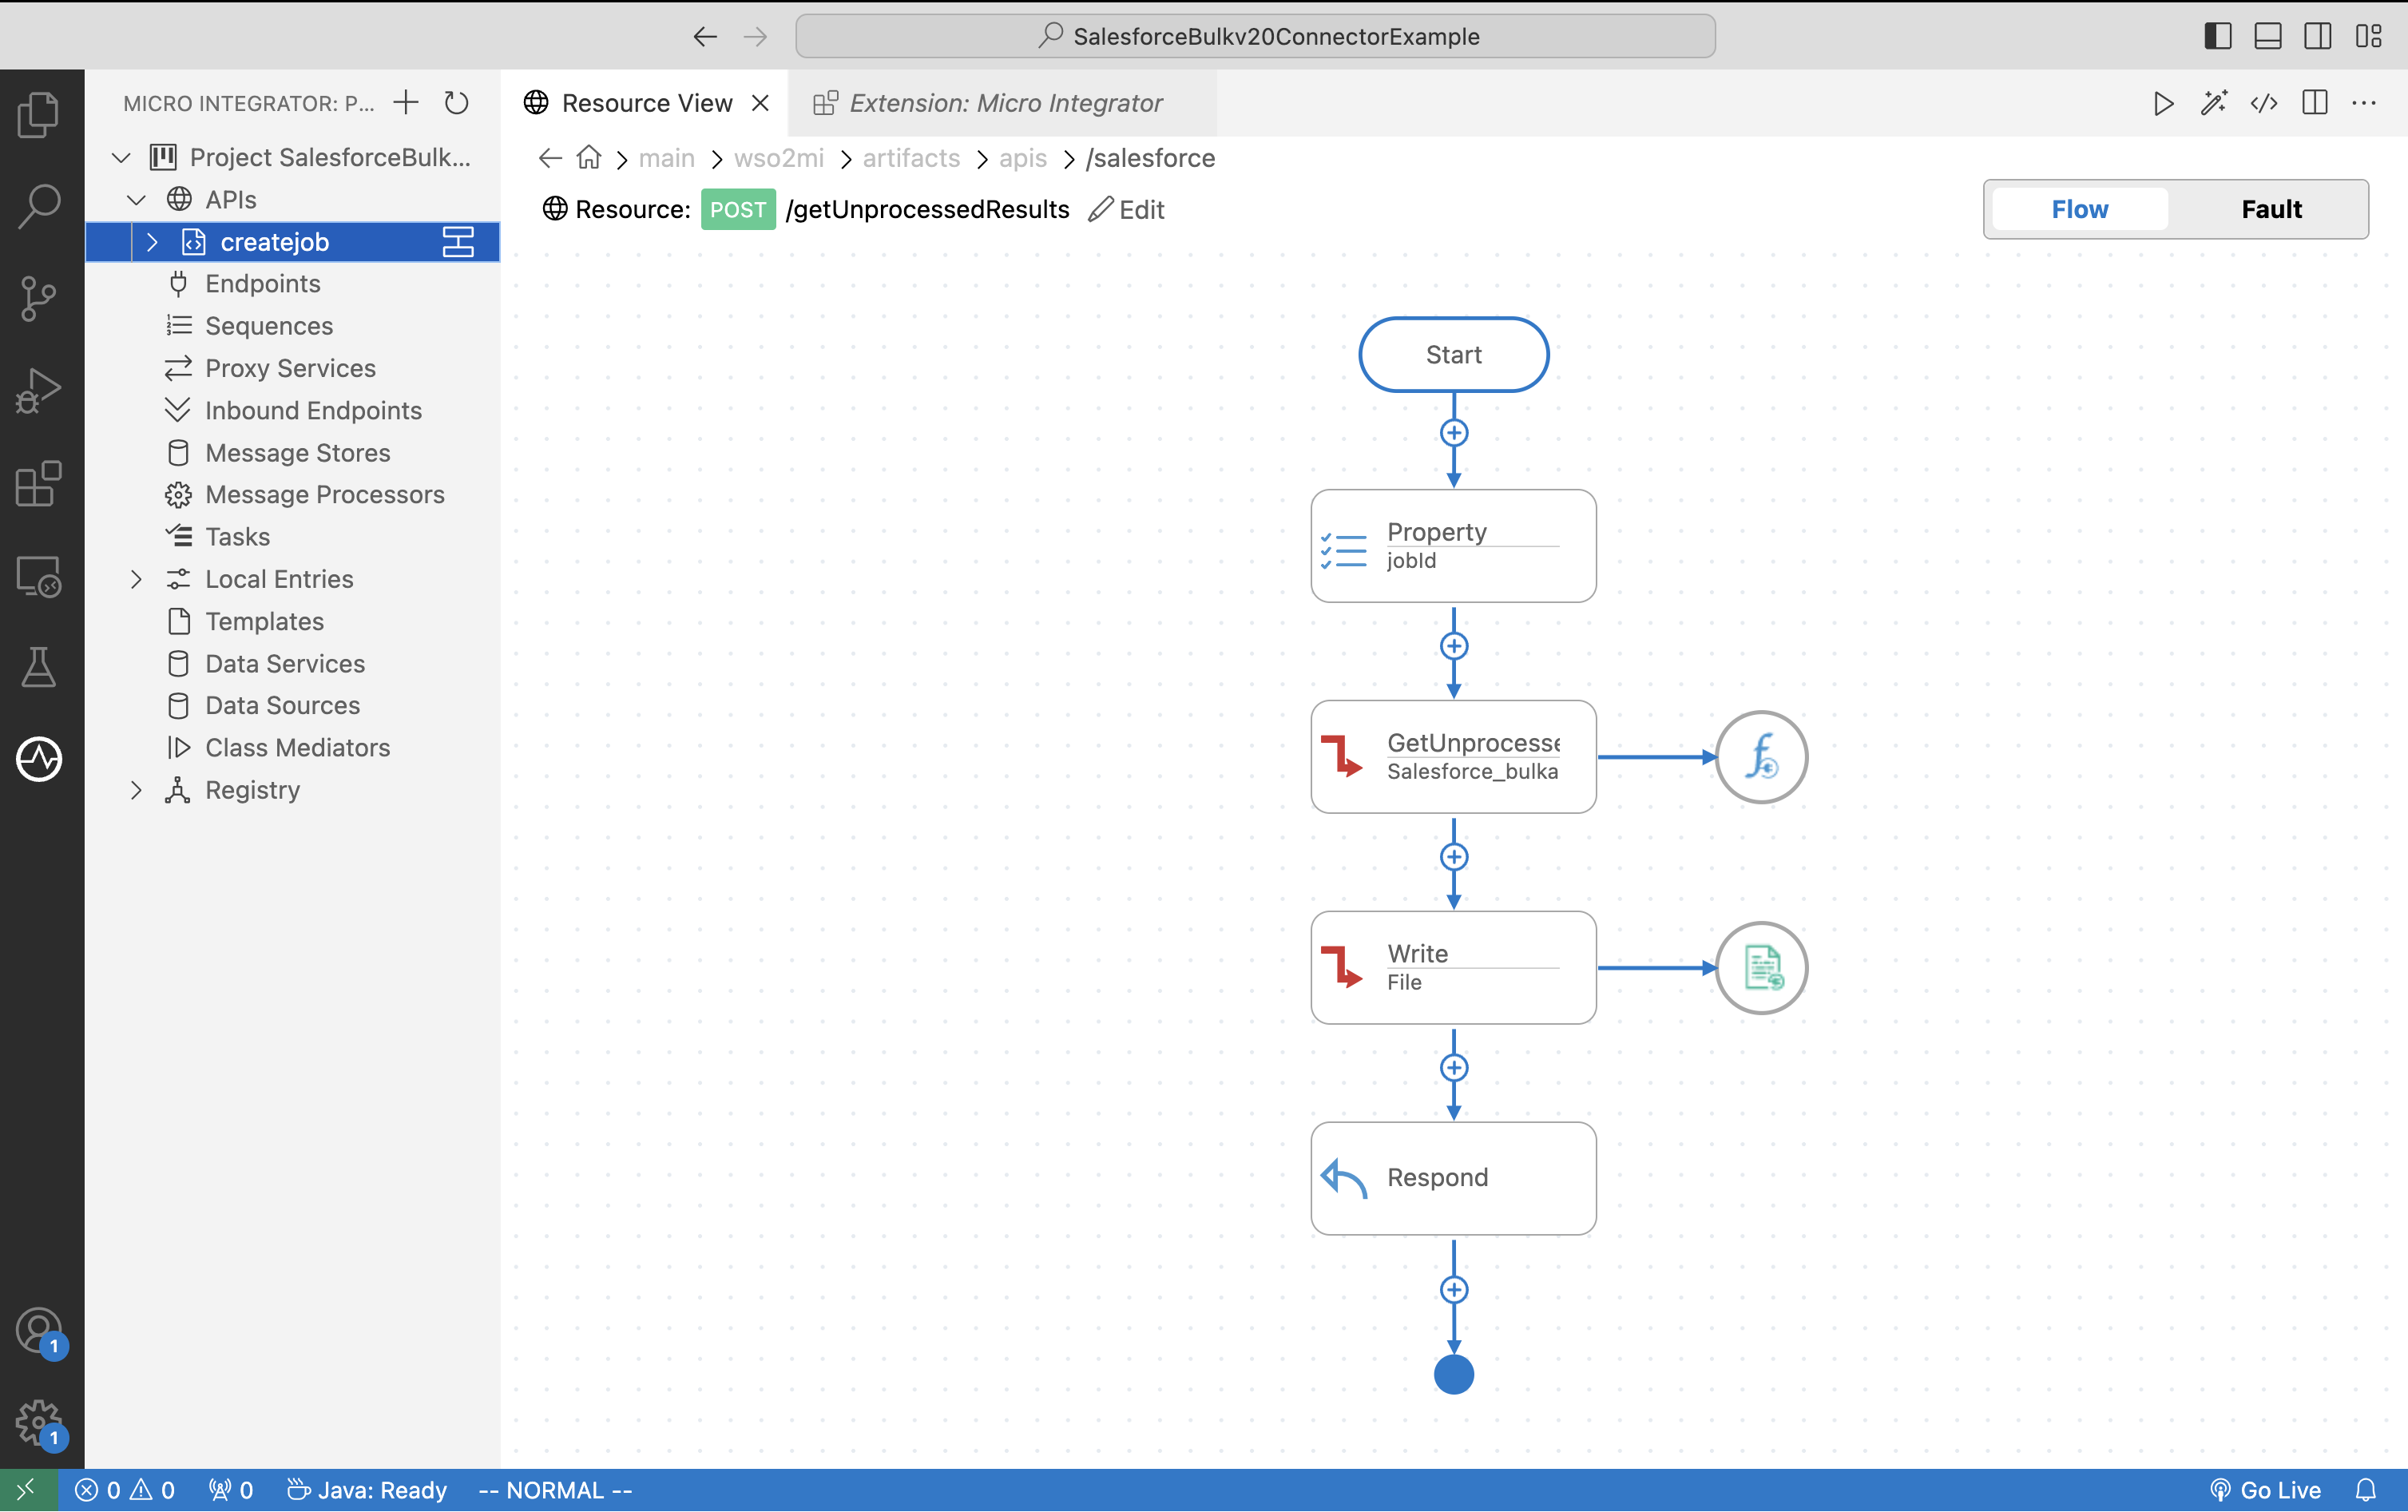 SalesforceBulkv20ConnectorExample
MICRO INTEGRATOR: P...
Project SalesforceBulk...
APIs
createjob
Endpoints
Sequences
Proxy Services
Inbound Endpoints
Message Stores
Message Processors
Tasks
Local Entries
Templates
Data Services
Data Sources
Class Mediators
Registry
Resource View
Extension: Micro Integrator
main > wso2mi > artifacts > apis > /salesforce
Resource: POST /getUnprocessedResults Edit
Flow Fault
Start
Property
jobId
GetUnprocesse
Salesforce_bulka
Write
File
Respond
1
1
0 0 0 Java: Ready -- NORMAL -- Go Live